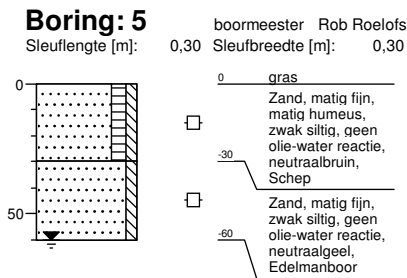 Boring: 5
boormeester Rob Roelofs
Sleuflengte [m]: 0,30 Sleufbreedte [m]: 0,30
0
0 gras
Zand, matig fijn,
matig humeus,
zwak siltig, geen
olie-water reactie,
neutraalbruin,
Schep
-30
50
Zand, matig fijn,
zwak siltig, geen
olie-water reactie,
neutraalgeel,
Edelmanboor
-60